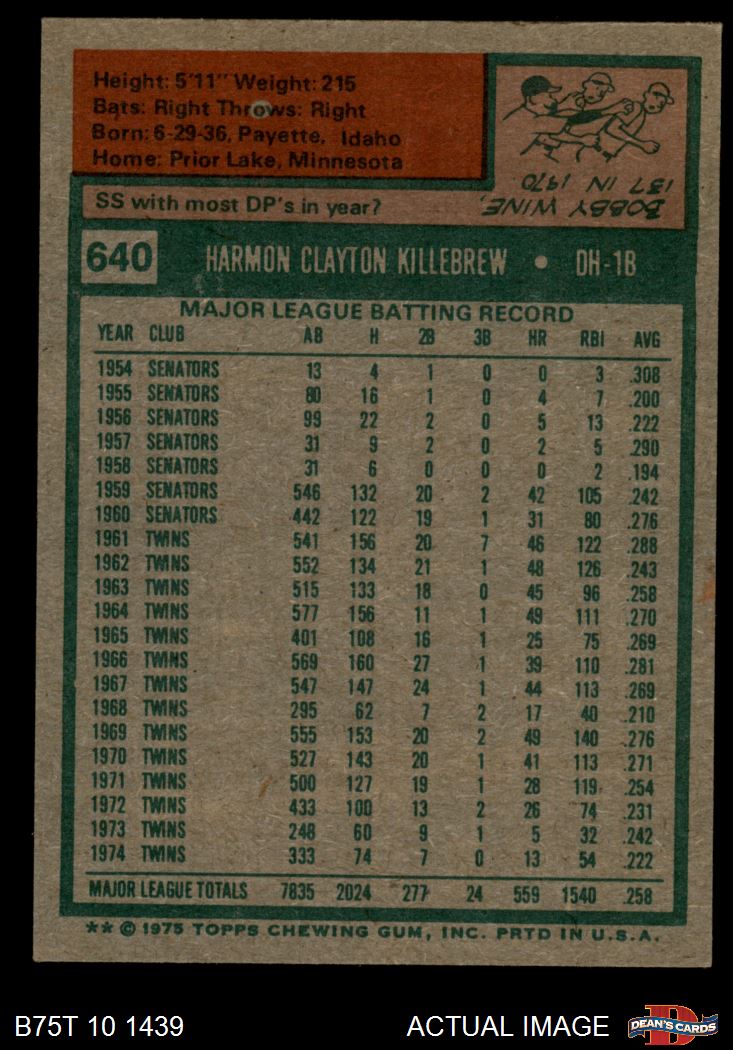 Height: 5'11" Weight: 215
Bats: Right Throws: Right
Born: 6-29-36, Payette, Idaho
Home: Prior Lake, Minnesota
SS with most DP's in year?
BOBBY WINE,
137 IN 1970.
640 HARMON CLAYTON KILLEBREW • DH-1B
MAJOR LEAGUE BATTING RECORD
YEAR CLUB AB H 2B 3B HR RBI AVG
1954 SENATORS 13 4 1 0 0 3 .308
1955 SENATORS 80 16 1 0 4 7 .200
1956 SENATORS 99 22 2 0 5 13 .222
1957 SENATORS 31 9 2 0 2 5 .290
1958 SENATORS 31 6 0 0 0 2 .194
1959 SENATORS 546 132 20 2 42 105 .242
1960 SENATORS 442 122 19 1 31 80 .276
1961 TWINS 541 156 20 7 46 122 .288
1962 TWINS 552 134 21 1 48 126 .243
1963 TWINS 515 133 18 0 45 96 .258
1964 TWINS 577 156 11 1 49 111 .270
1965 TWINS 401 108 16 1 25 75 .269
1966 TWINS 569 160 27 1 39 110 .281
1967 TWINS 547 147 24 1 44 113 .269
1968 TWINS 295 62 7 2 17 40 .210
1969 TWINS 555 153 20 2 49 140 .276
1970 TWINS 527 143 20 1 41 113 .271
1971 TWINS 500 127 19 1 28 119 .254
1972 TWINS 433 100 13 2 26 74 .231
1973 TWINS 248 60 9 1 5 32 .242
1974 TWINS 333 74 7 0 13 54 .222
MAJOR LEAGUE TOTALS 7835 2024 277 24 559 1540 .258
** © 1975 TOPPS CHEWING GUM, INC. PRTD IN U.S.A.
B75T 10 1439 ACTUAL IMAGE DEAN'S CARDS